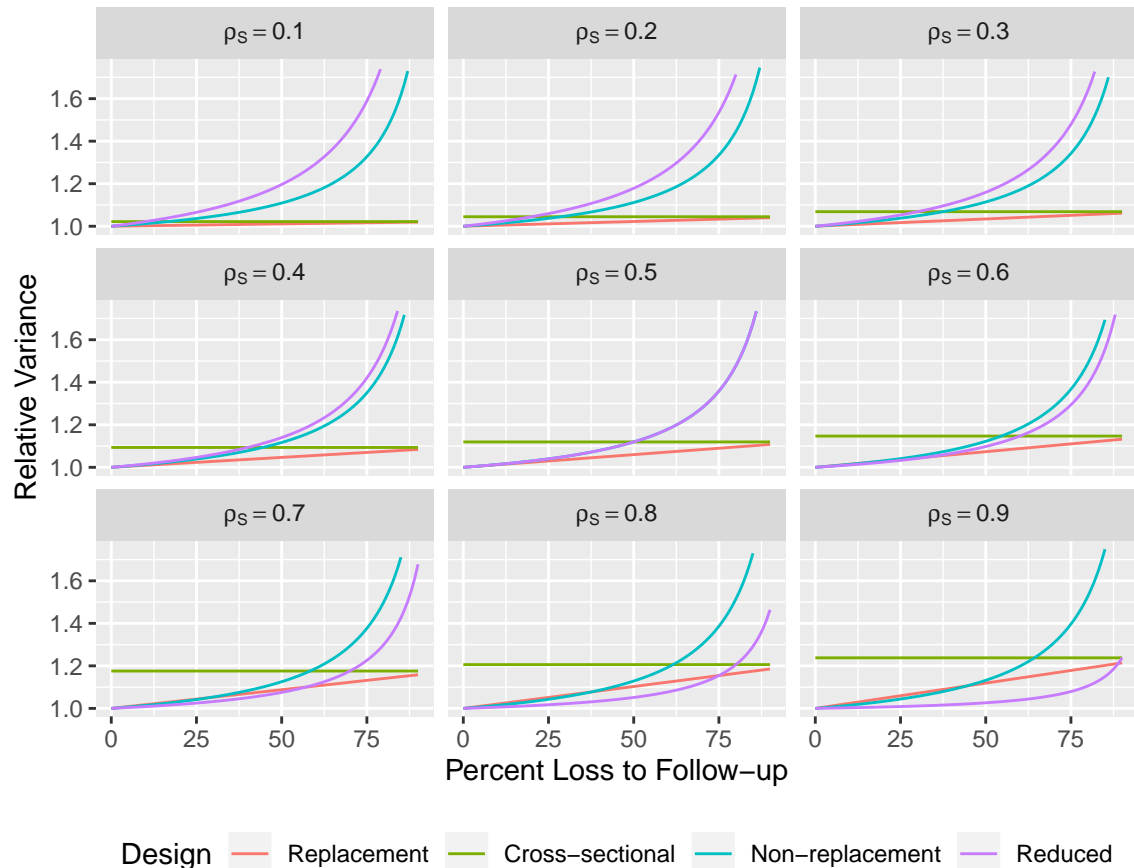 ρS = 0.1 ρS = 0.2 ρS = 0.3
1.6
1.4
1.2
1.0
ρS = 0.4 ρS = 0.5 ρS = 0.6
1.6
1.4
1.2
1.0
ρS = 0.7 ρS = 0.8 ρS = 0.9
1.6
1.4
1.2
1.0
0 25 50 75 0 25 50 75 0 25 50 75
Relative Variance
Percent Loss to Follow−up
Design Replacement Cross−sectional Non−replacement Reduced